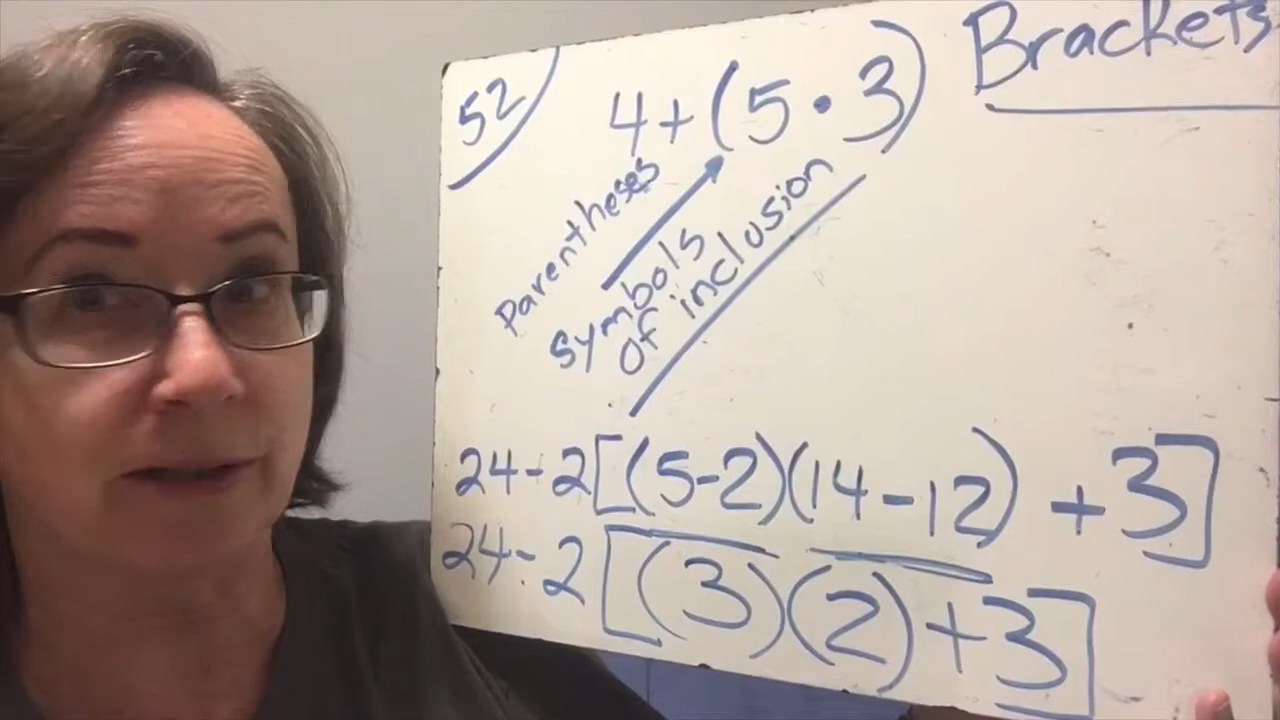 52) 4+(5·3) Brackets
Parentheses
Symbols
of inclusion
24-2[(5-2)(14-12) +3]
24-2[(3)(2)+3]